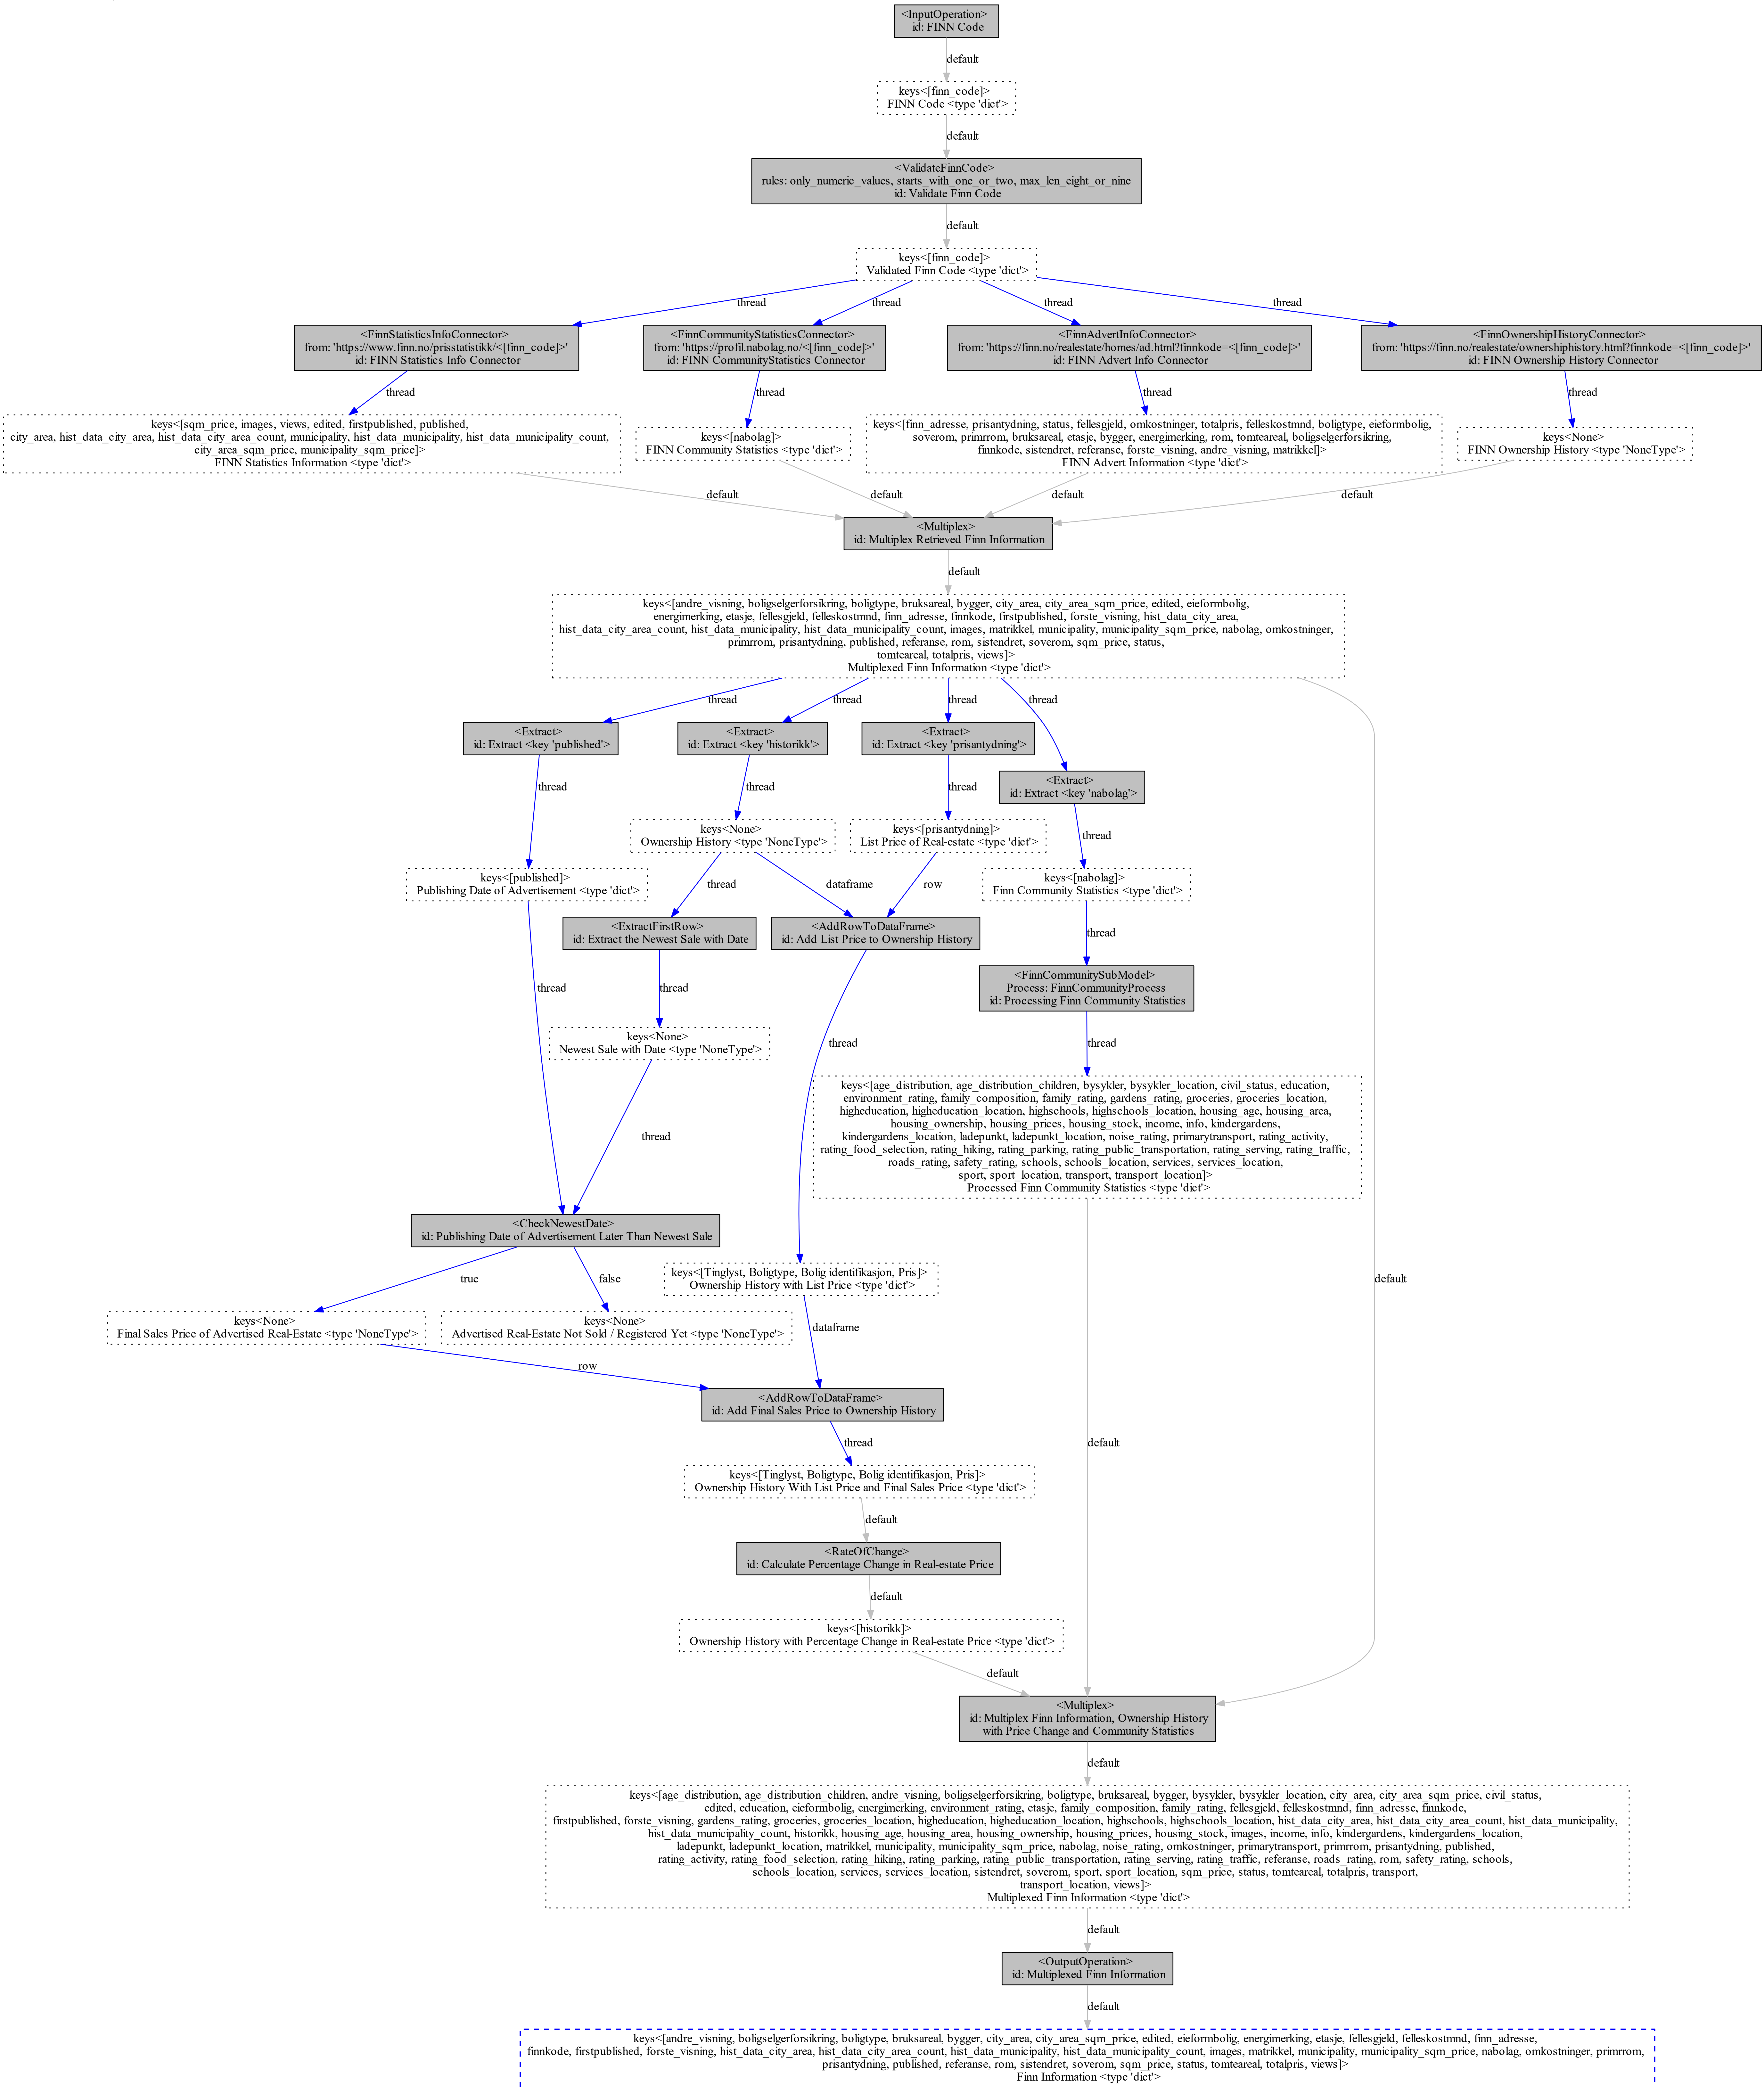 <InputOperation>
id: FINN Code
default
keys<[finn_code]>
FINN Code <type 'dict'>
default
<ValidateFinnCode>
rules: only_numeric_values, starts_with_one_or_two, max_len_eight_or_nine
id: Validate Finn Code
default
keys<[finn_code]>
Validated Finn Code <type 'dict'>
thread
thread
thread
thread
<FinnStatisticsInfoConnector>
from: 'https://www.finn.no/prisstatistikk/<[finn_code]>'
id: FINN Statistics Info Connector
<FinnCommunityStatisticsConnector>
from: 'https://profil.nabolag.no/<[finn_code]>'
id: FINN CommunityStatistics Connector
<FinnAdvertInfoConnector>
from: 'https://finn.no/realestate/homes/ad.html?finnkode=<[finn_code]>'
id: FINN Advert Info Connector
<FinnOwnershipHistoryConnector>
from: 'https://finn.no/realestate/ownershiphistory.html?finnkode=<[finn_code]>'
id: FINN Ownership History Connector
thread
thread
thread
thread
keys<[sqm_price, images, views, edited, firstpublished, published,
city_area, hist_data_city_area, hist_data_city_area_count, municipality, hist_data_municipality, hist_data_municipality_count,
city_area_sqm_price, municipality_sqm_price]>
FINN Statistics Information <type 'dict'>
keys<[nabolag]>
FINN Community Statistics <type 'dict'>
keys<[finn_adresse, prisantydning, status, fellesgjeld, omkostninger, totalpris, felleskostmnd, boligtype, eieformbolig,
soverom, primrrom, bruksareal, etasje, bygger, energimerking, rom, tomteareal, boligselgerforsikring,
finnkode, sistendret, referanse, forste_visning, andre_visning, matrikkel]>
FINN Advert Information <type 'dict'>
keys<None>
FINN Ownership History <type 'NoneType'>
default
default
default
default
<Multiplex>
id: Multiplex Retrieved Finn Information
default
keys<[andre_visning, boligselgerforsikring, boligtype, bruksareal, bygger, city_area, city_area_sqm_price, edited, eieformbolig,
energimerking, etasje, fellesgjeld, felleskostmnd, finn_adresse, finnkode, firstpublished, forste_visning, hist_data_city_area,
hist_data_city_area_count, hist_data_municipality, hist_data_municipality_count, images, matrikkel, municipality, municipality_sqm_price, nabolag, omkostninger,
primrrom, prisantydning, published, referanse, rom, sistendret, soverom, sqm_price, status,
tomteareal, totalpris, views]>
Multiplexed Finn Information <type 'dict'>
thread
thread
thread
thread
<Extract>
id: Extract <key 'published'>
<Extract>
id: Extract <key 'historikk'>
<Extract>
id: Extract <key 'prisantydning'>
<Extract>
id: Extract <key 'nabolag'>
thread
thread
thread
thread
keys<None>
Ownership History <type 'NoneType'>
keys<[prisantydning]>
List Price of Real-estate <type 'dict'>
keys<[published]>
Publishing Date of Advertisement <type 'dict'>
keys<[nabolag]>
Finn Community Statistics <type 'dict'>
thread
dataframe
row
<ExtractFirstRow>
id: Extract the Newest Sale with Date
<AddRowToDataFrame>
id: Add List Price to Ownership History
thread
<FinnCommunitySubModel>
Process: FinnCommunityProcess
id: Processing Finn Community Statistics
thread
thread
keys<None>
Newest Sale with Date <type 'NoneType'>
thread
thread
keys<[age_distribution, age_distribution_children, bysykler, bysykler_location, civil_status, education,
environment_rating, family_composition, family_rating, gardens_rating, groceries, groceries_location,
higheducation, higheducation_location, highschools, highschools_location, housing_age, housing_area,
housing_ownership, housing_prices, housing_stock, income, info, kindergardens,
kindergardens_location, ladepunkt, ladepunkt_location, noise_rating, primarytransport, rating_activity,
rating_food_selection, rating_hiking, rating_parking, rating_public_transportation, rating_serving, rating_traffic,
roads_rating, safety_rating, schools, schools_location, services, services_location,
sport, sport_location, transport, transport_location]>
Processed Finn Community Statistics <type 'dict'>
thread
<CheckNewestDate>
id: Publishing Date of Advertisement Later Than Newest Sale
true
false
keys<[Tinglyst, Boligtype, Bolig identifikasjon, Pris]>
Ownership History with List Price <type 'dict'>
default
keys<None>
Final Sales Price of Advertised Real-Estate <type 'NoneType'>
keys<None>
Advertised Real-Estate Not Sold / Registered Yet <type 'NoneType'>
dataframe
row
<AddRowToDataFrame>
id: Add Final Sales Price to Ownership History
thread
default
keys<[Tinglyst, Boligtype, Bolig identifikasjon, Pris]>
Ownership History With List Price and Final Sales Price <type 'dict'>
default
<RateOfChange>
id: Calculate Percentage Change in Real-estate Price
default
keys<[historikk]>
Ownership History with Percentage Change in Real-estate Price <type 'dict'>
default
<Multiplex>
id: Multiplex Finn Information, Ownership History
with Price Change and Community Statistics
default
keys<[age_distribution, age_distribution_children, andre_visning, boligselgerforsikring, boligtype, bruksareal, bygger, bysykler, bysykler_location, city_area, city_area_sqm_price, civil_status,
edited, education, eieformbolig, energimerking, environment_rating, etasje, family_composition, family_rating, fellesgjeld, felleskostmnd, finn_adresse, finnkode,
firstpublished, forste_visning, gardens_rating, groceries, groceries_location, higheducation, higheducation_location, highschools, highschools_location, hist_data_city_area, hist_data_city_area_count, hist_data_municipality,
hist_data_municipality_count, historikk, housing_age, housing_area, housing_ownership, housing_prices, housing_stock, images, income, info, kindergardens, kindergardens_location,
ladepunkt, ladepunkt_location, matrikkel, municipality, municipality_sqm_price, nabolag, noise_rating, omkostninger, primarytransport, primrrom, prisantydning, published,
rating_activity, rating_food_selection, rating_hiking, rating_parking, rating_public_transportation, rating_serving, rating_traffic, referanse, roads_rating, rom, safety_rating, schools,
schools_location, services, services_location, sistendret, soverom, sport, sport_location, sqm_price, status, tomteareal, totalpris, transport,
transport_location, views]>
Multiplexed Finn Information <type 'dict'>
default
<OutputOperation>
id: Multiplexed Finn Information
default
keys<[andre_visning, boligselgerforsikring, boligtype, bruksareal, bygger, city_area, city_area_sqm_price, edited, eieformbolig, energimerking, etasje, fellesgjeld, felleskostmnd, finn_adresse,
finnkode, firstpublished, forste_visning, hist_data_city_area, hist_data_city_area_count, hist_data_municipality, hist_data_municipality_count, images, matrikkel, municipality, municipality_sqm_price, nabolag, omkostninger, primrrom,
prisantydning, published, referanse, rom, sistendret, soverom, sqm_price, status, tomteareal, totalpris, views]>
Finn Information <type 'dict'>